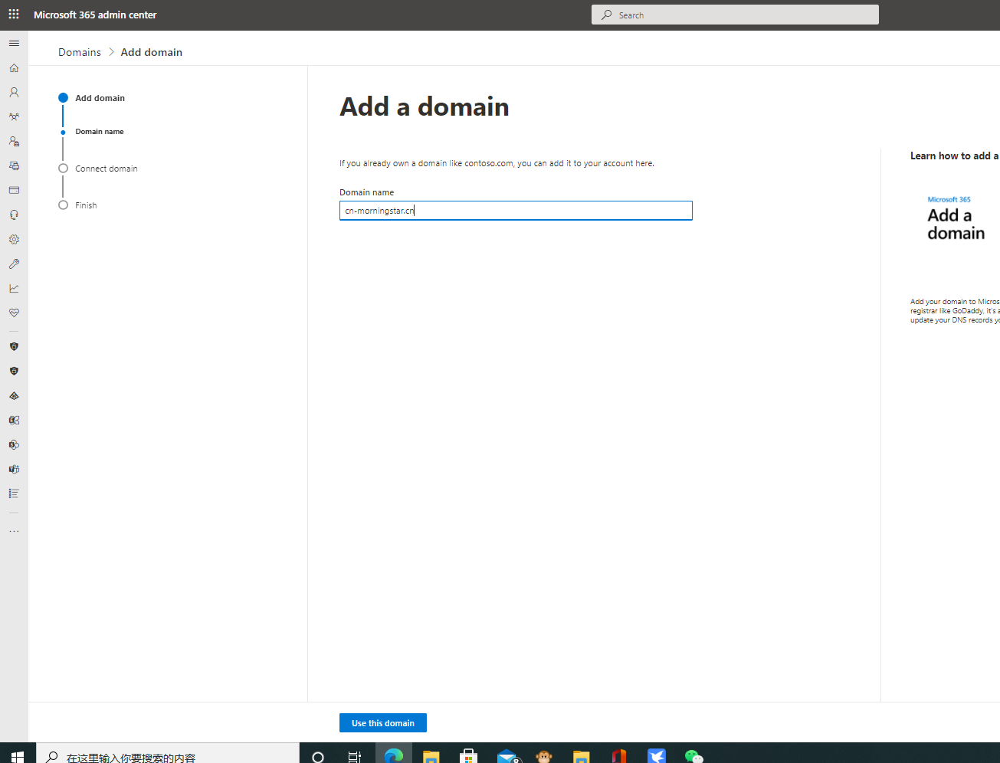 Microsoft 365 admin center
Search
Domains > Add domain
Add domain
Domain name
Connect domain
Finish
Add a domain
If you already own a domain like contoso.com, you can add it to your account here.
Domain name
cn-morningstar.cn
Use this domain
Learn how to add a
Microsoft 365
Add a
domain
Add your domain to Micros
registrar like GoDaddy, it's a
update your DNS records yo
在这里输入你要搜索的内容